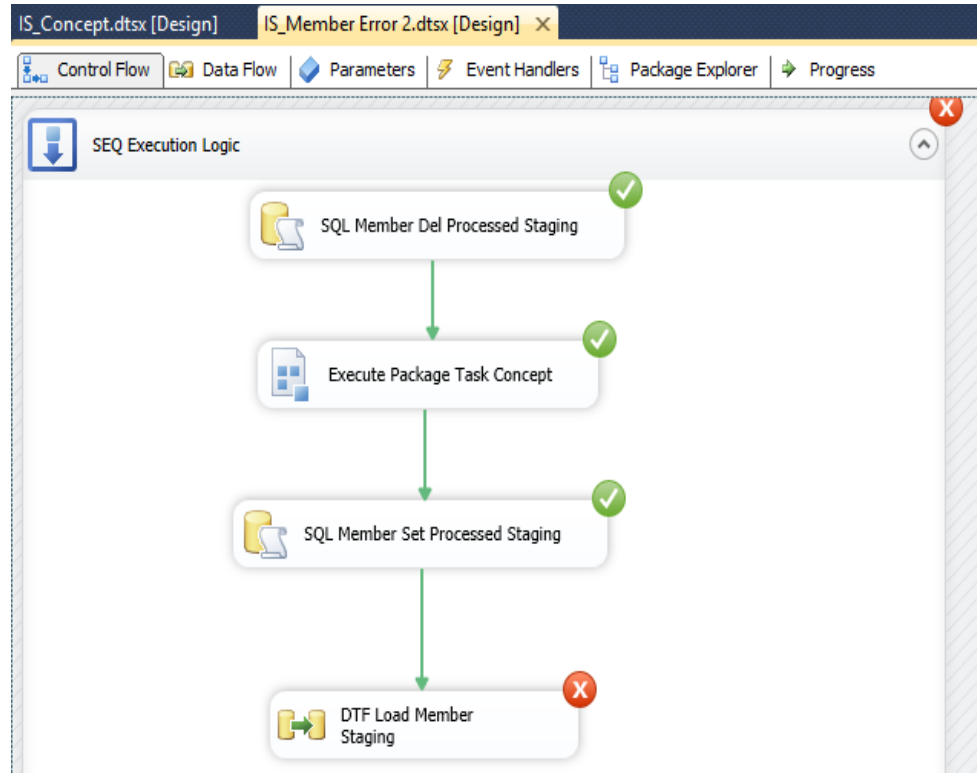 IS_Concept.dtsx [Design] IS_Member Error 2.dtsx [Design]
Control Flow Data Flow Parameters Event Handlers Package Explorer Progress
SEQ Execution Logic
SQL Member Del Processed Staging
Execute Package Task Concept
SQL Member Set Processed Staging
DTF Load Member
Staging